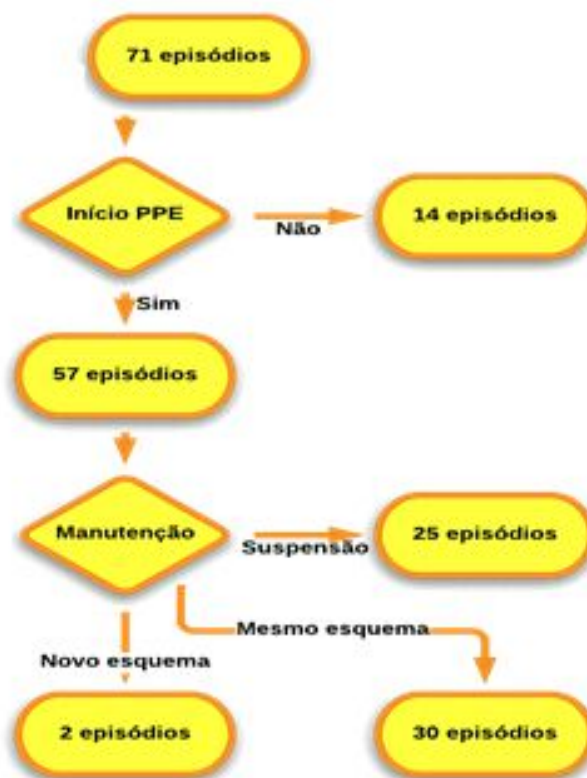 71 episódios
Início PPE
Não
14 episódios
Sim
57 episódios
Manutenção
Suspensão
25 episódios
Mesmo esquema
Novo esquema
2 episódios
30 episódios